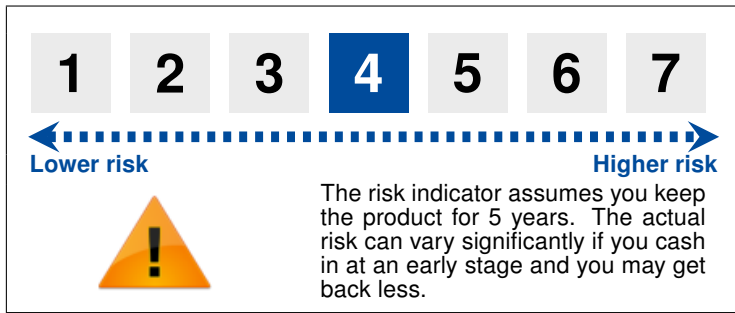 1 2 3 4 5 6 7
Lower risk Higher risk
The risk indicator assumes you keep
the product for 5 years. The actual
risk can vary significantly if you cash
in at an early stage and you may get
back less.